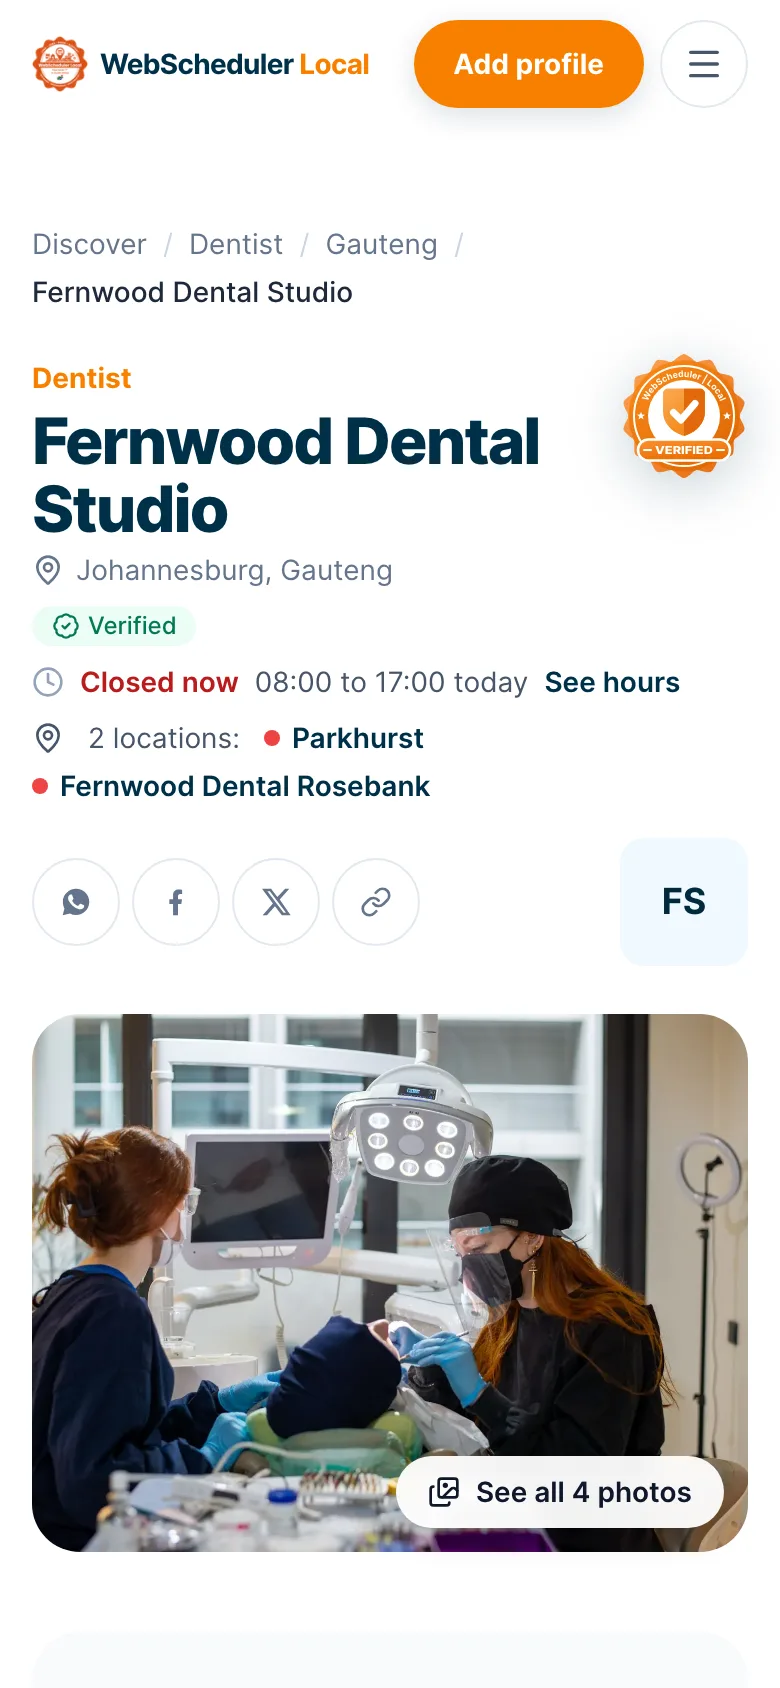 WebScheduler Local
Add profile
Discover / Dentist / Gauteng /
Fernwood Dental Studio
Dentist
Fernwood Dental
Studio
WebScheduler | Local
VERIFIED
Johannesburg, Gauteng
Verified
Closed now 08:00 to 17:00 today See hours
2 locations: Parkhurst
Fernwood Dental Rosebank
FS
See all 4 photos